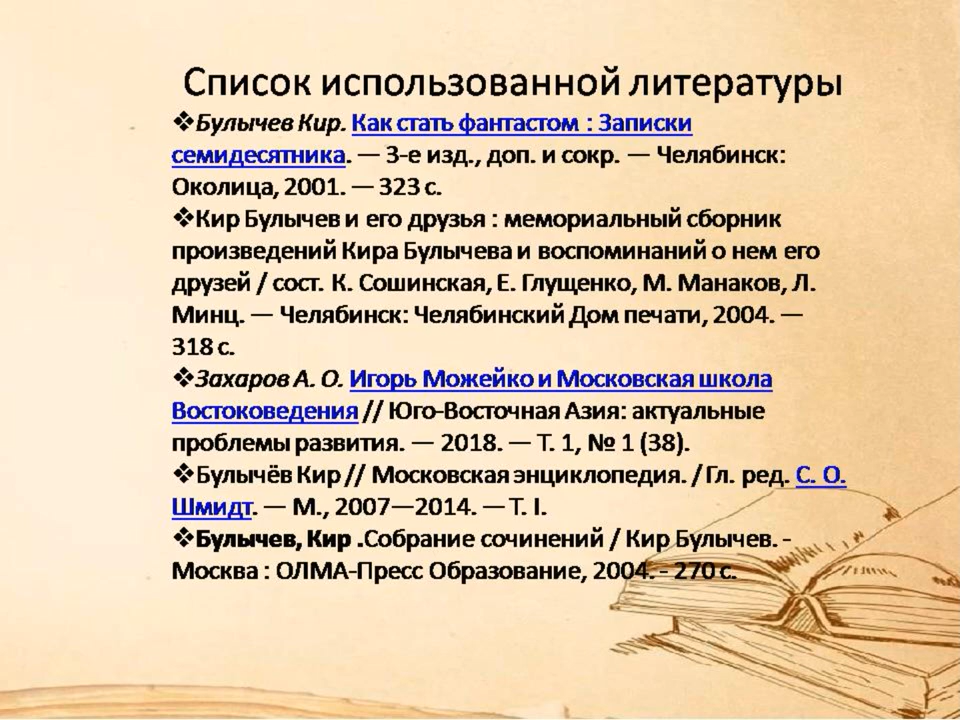 Список использованной литературы
❖Булычев Кир. Как стать фантастом : Записки
семидесятника. — 3-е изд., доп. и сокр. — Челябинск:
Околица, 2001. — 323 с.
❖Кир Булычев и его друзья : мемориальный сборник
произведений Кира Булычева и воспоминаний о нем его
друзей / сост. К. Сошинская, Е. Глущенко, М. Манаков, Л.
Минц. — Челябинск: Челябинский Дом печати, 2004. —
318 с.
❖Захаров А. О. Игорь Можейко и Московская школа
Востоковедения // Юго-Восточная Азия: актуальные
проблемы развития. — 2018. — Т. 1, № 1 (38).
❖Булычёв Кир // Московская энциклопедия. / Гл. ред. С. О.
Шмидт. — М., 2007—2014. — Т. I.
❖Булычев, Кир .Собрание сочинений / Кир Булычев. -
Москва : ОЛМА-Пресс Образование, 2004. - 270 с.